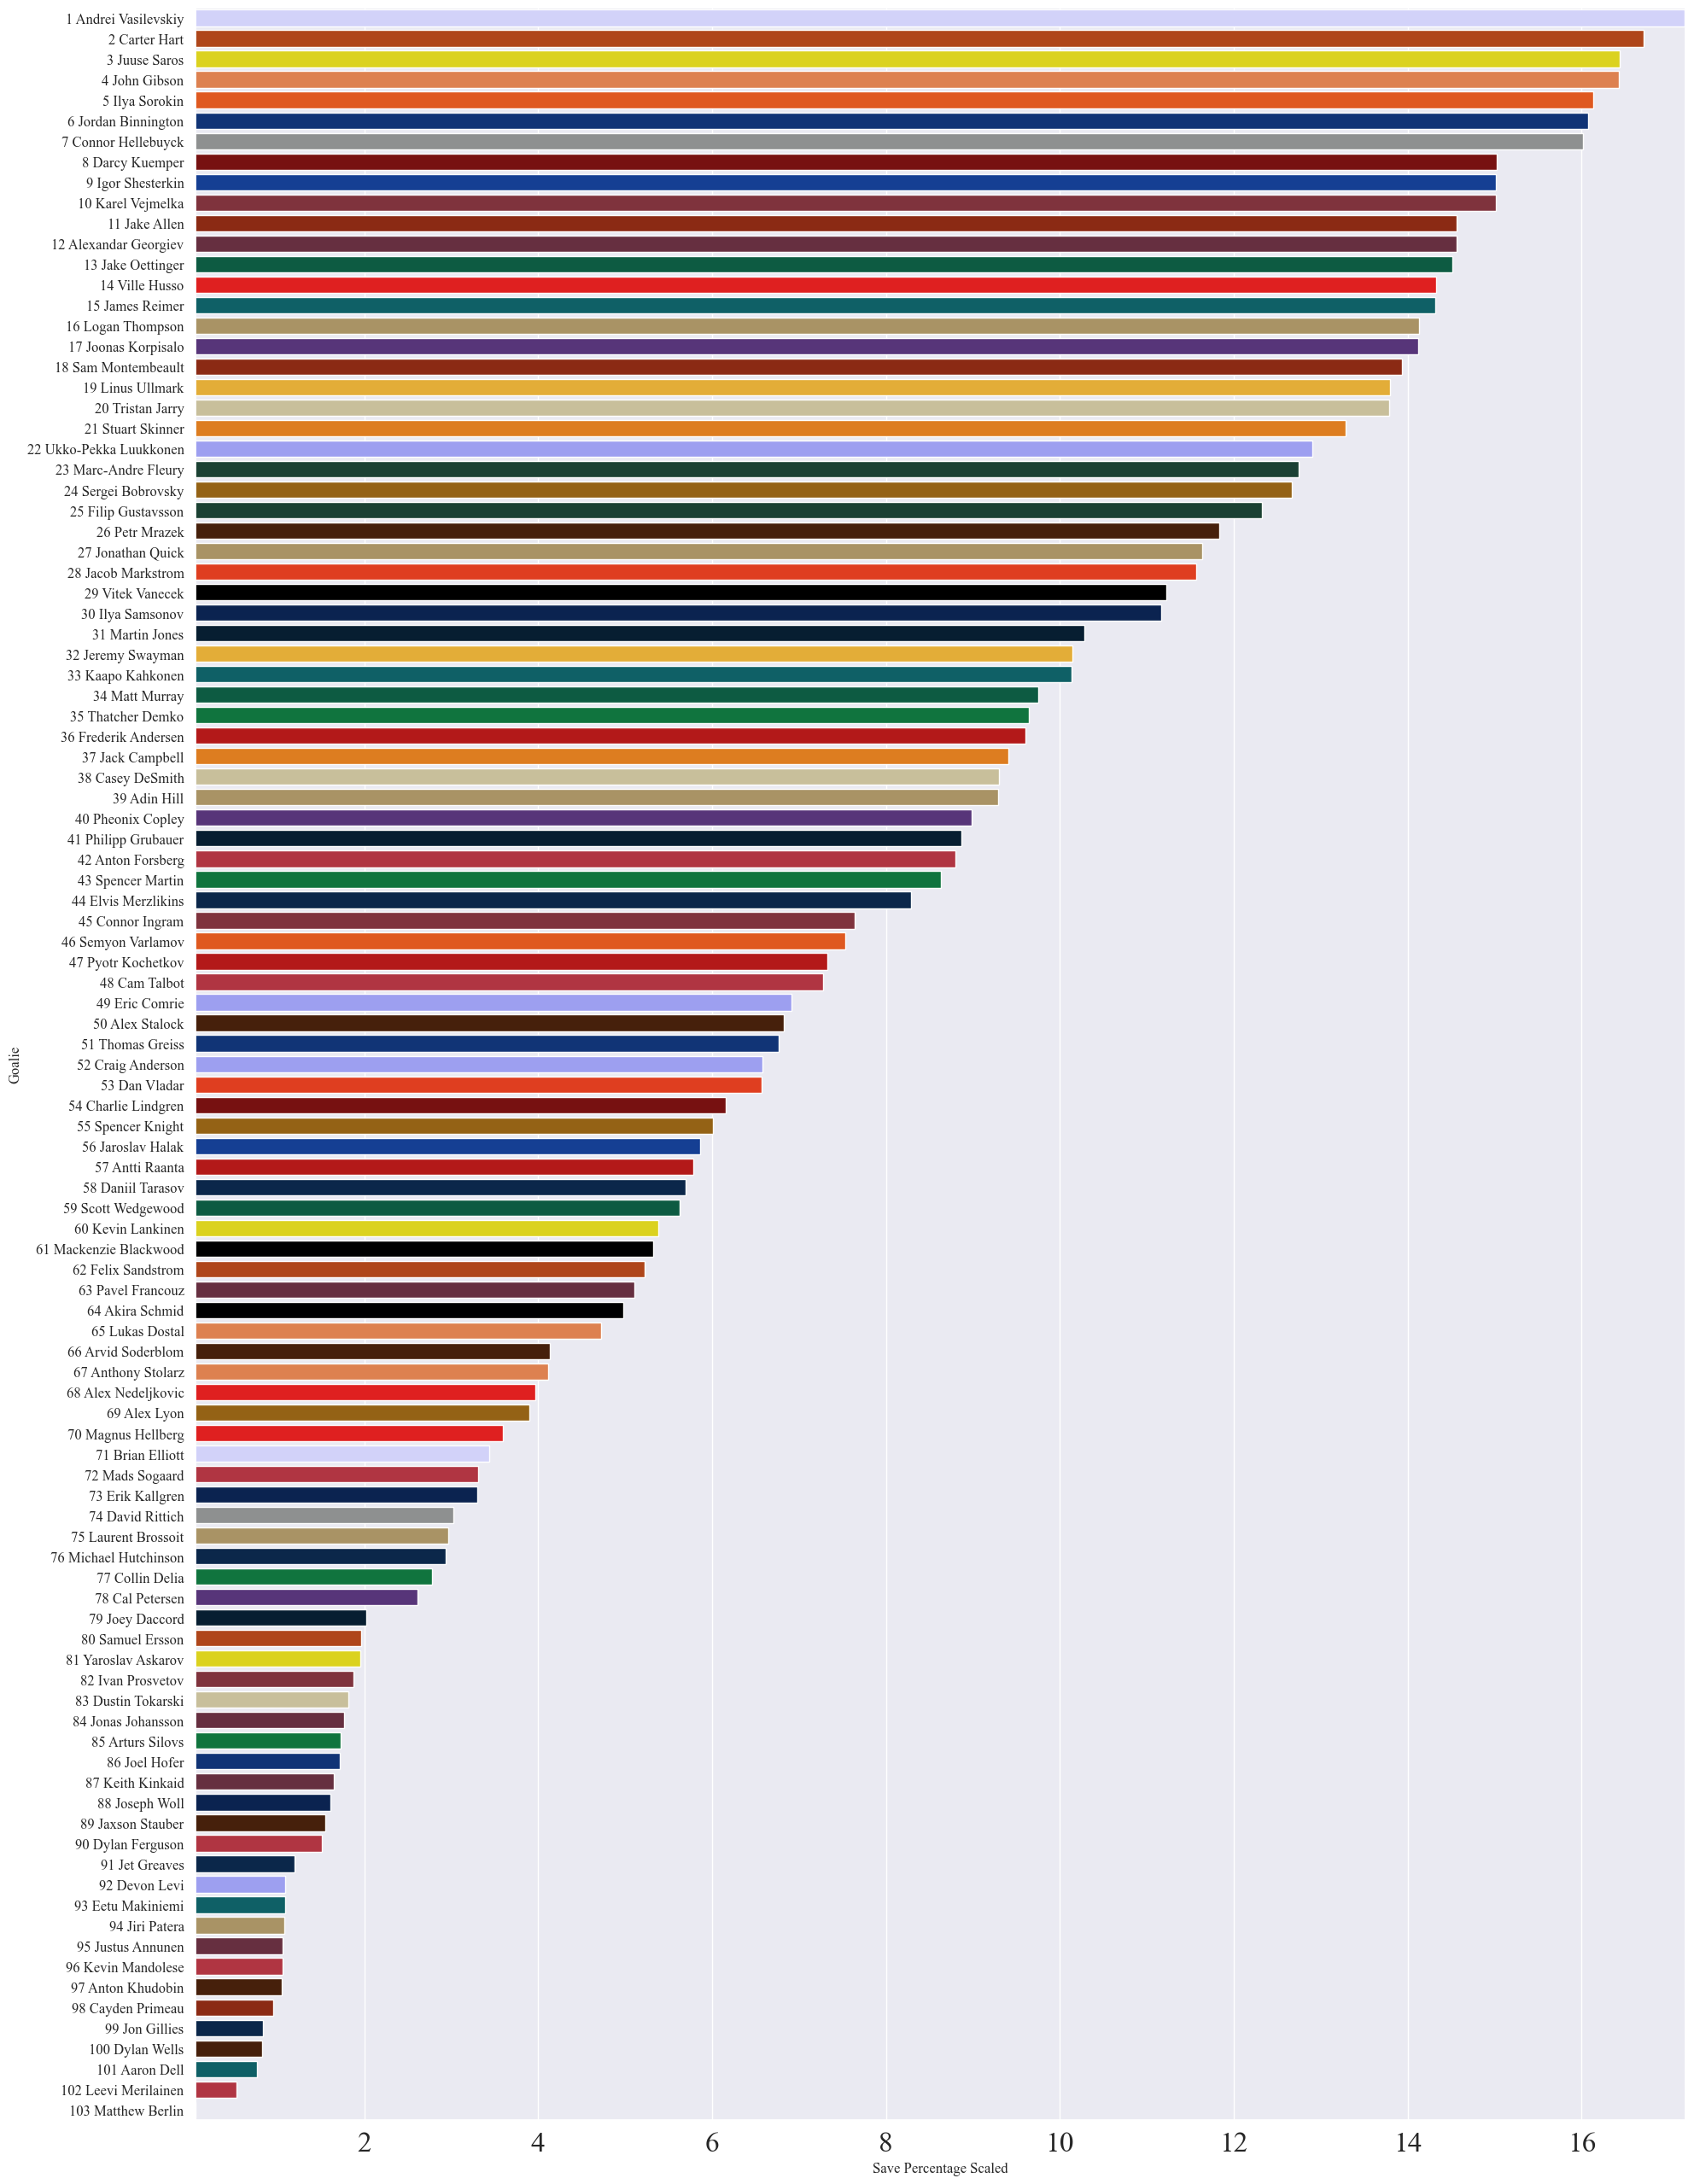 1 Andrei Vasilevskiy
2 Carter Hart
3 Juuse Saros
4 John Gibson
5 Ilya Sorokin
6 Jordan Binnington
7 Connor Hellebuyck
8 Darcy Kuemper
9 Igor Shesterkin
10 Karel Vejmelka
11 Jake Allen
12 Alexandar Georgiev
13 Jake Oettinger
14 Ville Husso
15 James Reimer
16 Logan Thompson
17 Joonas Korpisalo
18 Sam Montembeault
19 Linus Ullmark
20 Tristan Jarry
21 Stuart Skinner
22 Ukko-Pekka Luukkonen
23 Marc-Andre Fleury
24 Sergei Bobrovsky
25 Filip Gustavsson
26 Petr Mrazek
27 Jonathan Quick
28 Jacob Markstrom
29 Vitek Vanecek
30 Ilya Samsonov
31 Martin Jones
32 Jeremy Swayman
33 Kaapo Kahkonen
34 Matt Murray
35 Thatcher Demko
36 Frederik Andersen
37 Jack Campbell
38 Casey DeSmith
39 Adin Hill
40 Pheonix Copley
41 Philipp Grubauer
42 Anton Forsberg
43 Spencer Martin
44 Elvis Merzlikins
45 Connor Ingram
46 Semyon Varlamov
47 Pyotr Kochetkov
48 Cam Talbot
49 Eric Comrie
50 Alex Stalock
51 Thomas Greiss
52 Craig Anderson
53 Dan Vladar
54 Charlie Lindgren
55 Spencer Knight
56 Jaroslav Halak
57 Antti Raanta
58 Daniil Tarasov
59 Scott Wedgewood
60 Kevin Lankinen
61 Mackenzie Blackwood
62 Felix Sandstrom
63 Pavel Francouz
64 Akira Schmid
65 Lukas Dostal
66 Arvid Soderblom
67 Anthony Stolarz
68 Alex Nedeljkovic
69 Alex Lyon
70 Magnus Hellberg
71 Brian Elliott
72 Mads Sogaard
73 Erik Kallgren
74 David Rittich
75 Laurent Brossoit
76 Michael Hutchinson
77 Collin Delia
78 Cal Petersen
79 Joey Daccord
80 Samuel Ersson
81 Yaroslav Askarov
82 Ivan Prosvetov
83 Dustin Tokarski
84 Jonas Johansson
85 Arturs Silovs
86 Joel Hofer
87 Keith Kinkaid
88 Joseph Woll
89 Jaxson Stauber
90 Dylan Ferguson
91 Jet Greaves
92 Devon Levi
93 Eetu Makiniemi
94 Jiri Patera
95 Justus Annunen
96 Kevin Mandolese
97 Anton Khudobin
98 Cayden Primeau
99 Jon Gillies
100 Dylan Wells
101 Aaron Dell
102 Leevi Merilainen
103 Matthew Berlin
Goalie
2 4 6 8 10 12 14 16
Save Percentage Scaled